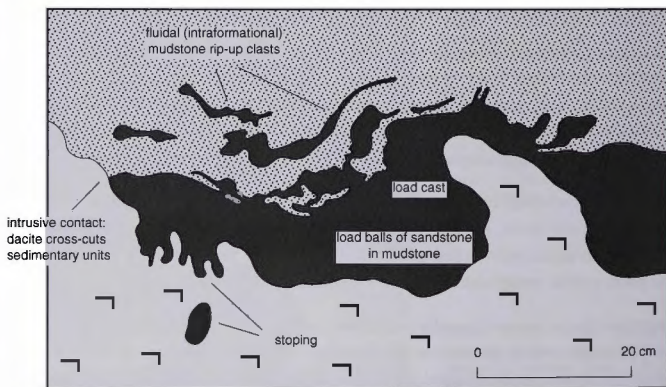 fluidal (intraformational)
mudstone rip-up clasts
load cast
intrusive contact:
dacite cross-cuts
sedimentary units
load balls of sandstone
in mudstone
stoping
0 20 cm